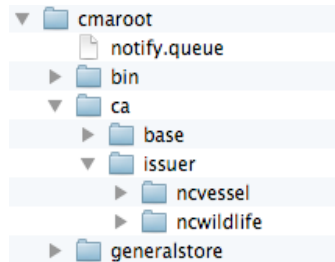 cmaroot
notify.queue
bin
ca
base
issuer
ncvessel
ncwildlife
generalstore